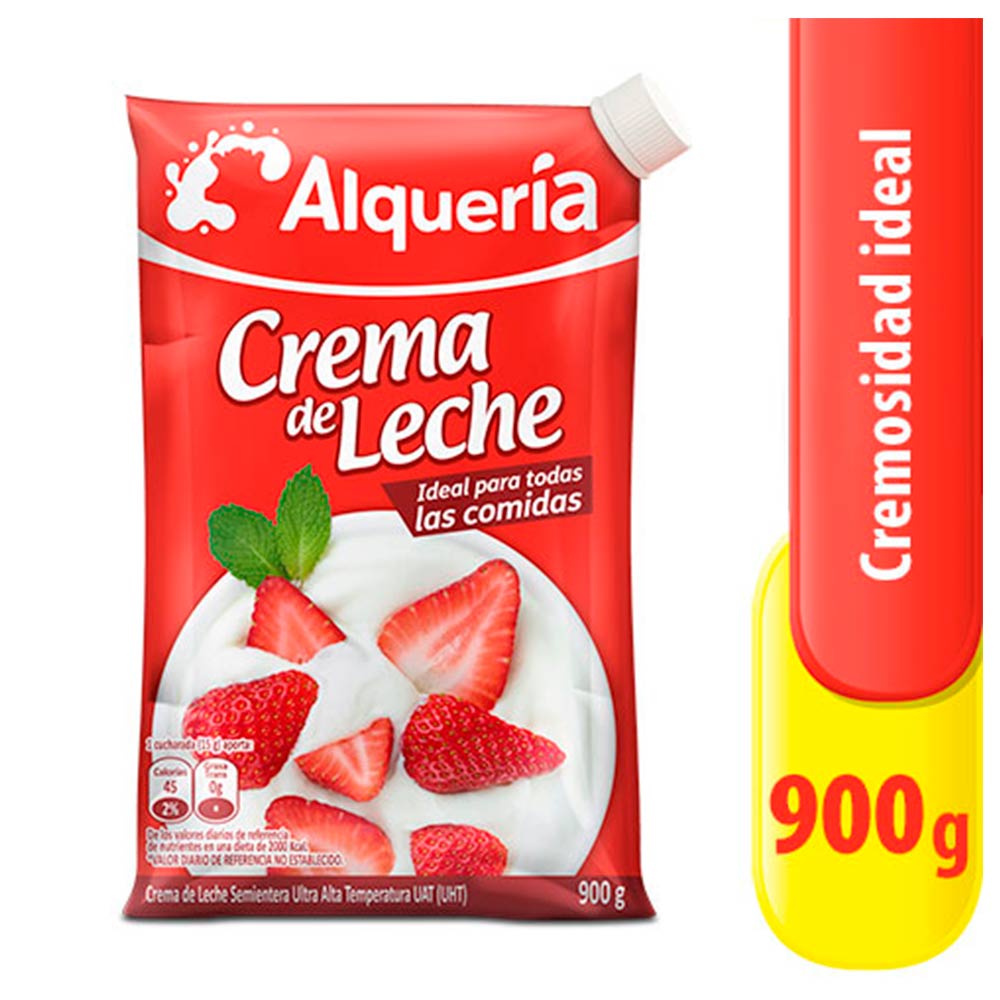 Alquería
Crema
de Leche
Ideal para todas
las comidas
1 cucharada (15 g) aporta:
Calorías
45
2%
Grasa
Trans
0g
*
De los valores diarios de referencia
de nutrientes en una dieta de 2000 Kcal.
*VALOR DIARIO DE REFERENCIA NO ESTABLECIDO.
Crema de Leche Semientera Ultra Alta Temperatura UAT (UHT)
900 g
Cremosidad ideal
900 g